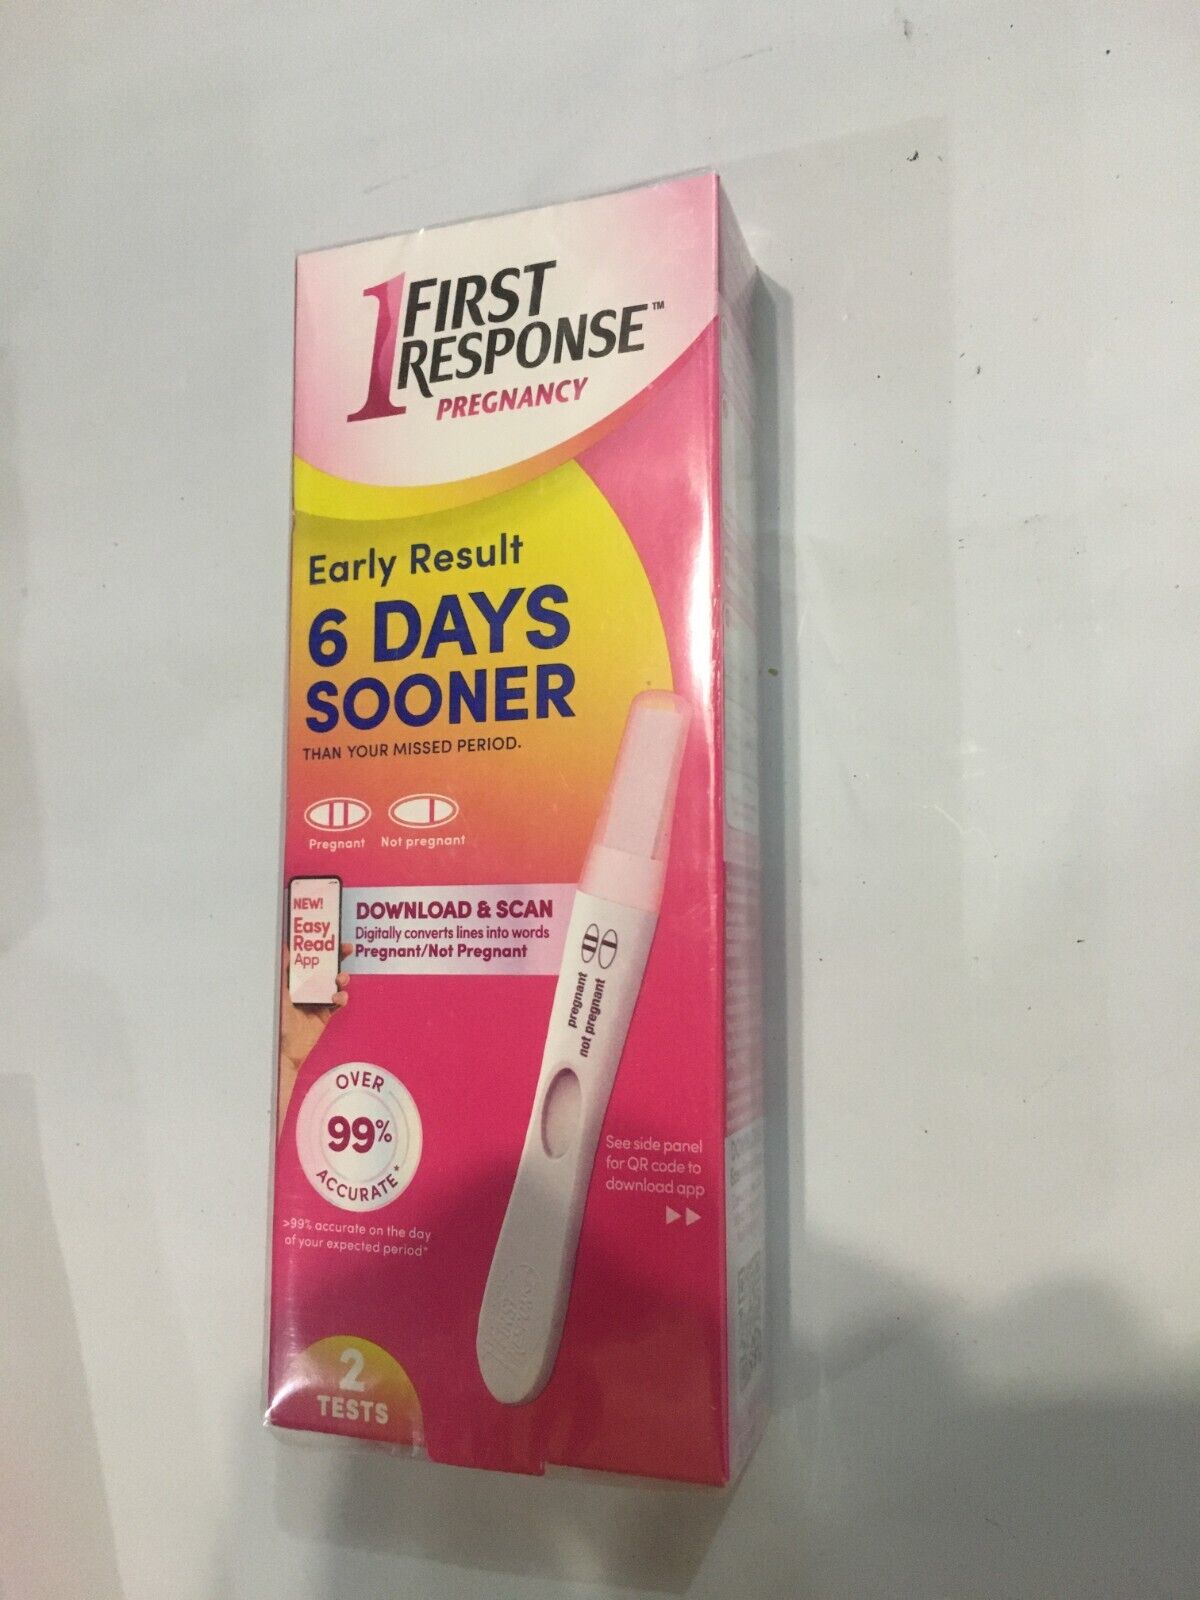 1
FIRST
RESPONSE™
PREGNANCY
Early Result
6 DAYS
SOONER
THAN YOUR MISSED PERIOD.
Pregnant Not pregnant
NEW!
Easy
Read
App
DOWNLOAD & SCAN
Digitally converts lines into words
Pregnant/Not Pregnant
pregnant
not pregnant
OVER
99%
ACCURATE*
>99% accurate on the day
of your expected period*
See side panel
for QR code to
download app
2
TESTS